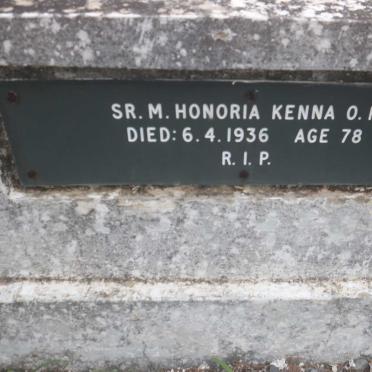 SR. M. HONORIA KENNA O.
DIED: 6.4.1936 AGE 78
R.I.P.